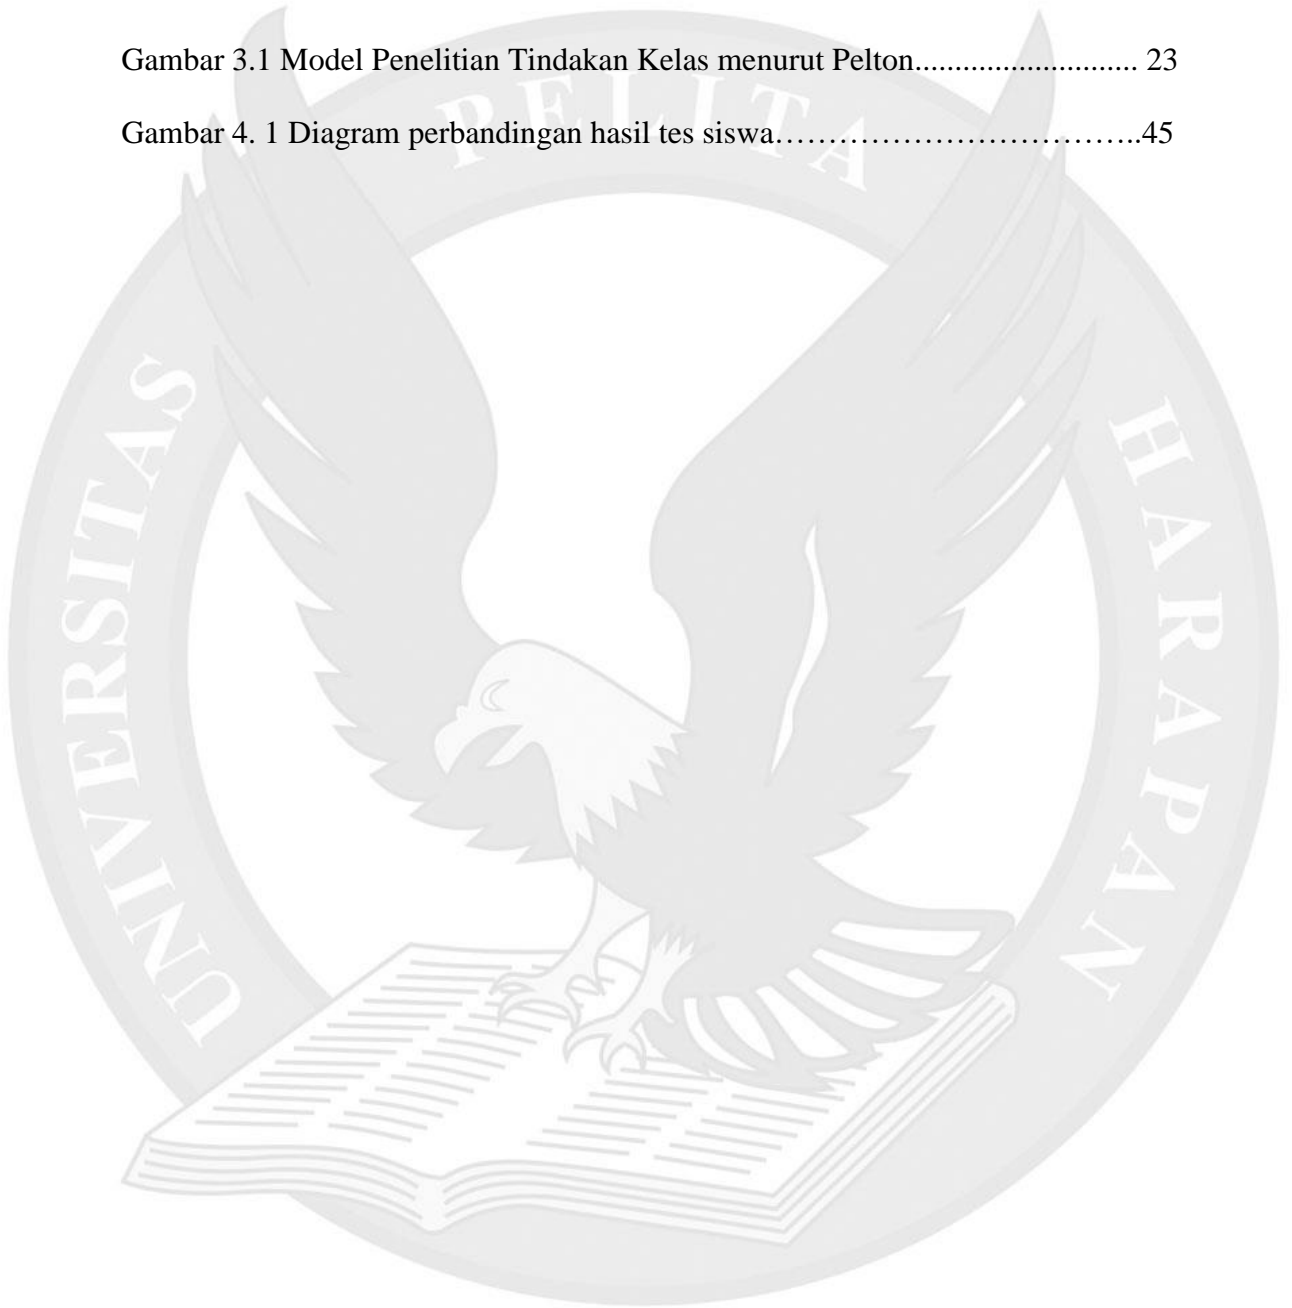 Gambar 3.1 Model Penelitian Tindakan Kelas menurut Pelton............................ 23
Gambar 4. 1 Diagram perbandingan hasil tes siswa……………………………..45
UNIVERSITAS PELITA HARAPAN